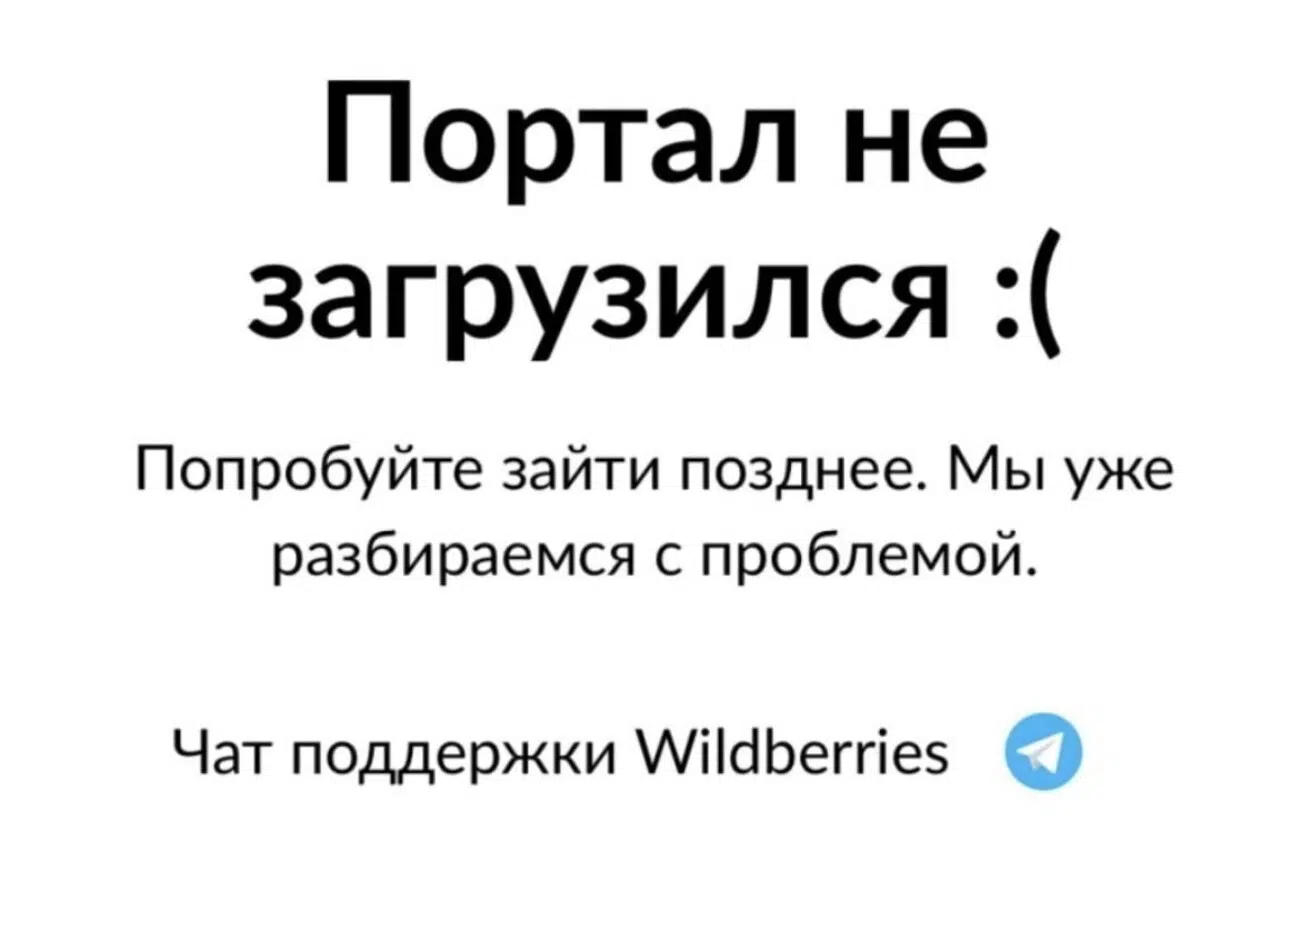 Портал не
загрузился :(
Попробуйте зайти позднее. Мы уже
разбираемся с проблемой.
Чат поддержки Wildberries